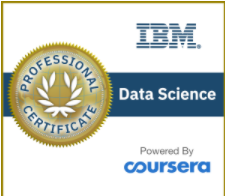 IBM.
PROFESSIONAL
CERTIFICATE
Data Science
Powered By
coursera